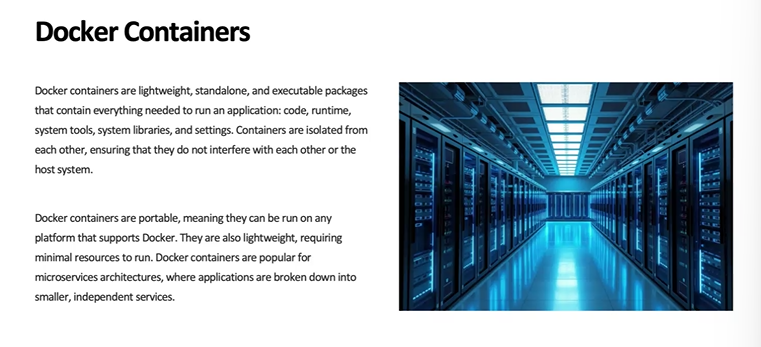 Docker Containers
Docker containers are lightweight, standalone, and executable packages
that contain everything needed to run an application: code, runtime,
system tools, system libraries, and settings. Containers are isolated from
each other, ensuring that they do not interfere with each other or the
host system.
Docker containers are portable, meaning they can be run on any
platform that supports Docker. They are also lightweight, requiring
minimal resources to run. Docker containers are popular for
microservices architectures, where applications are broken down into
smaller, independent services.